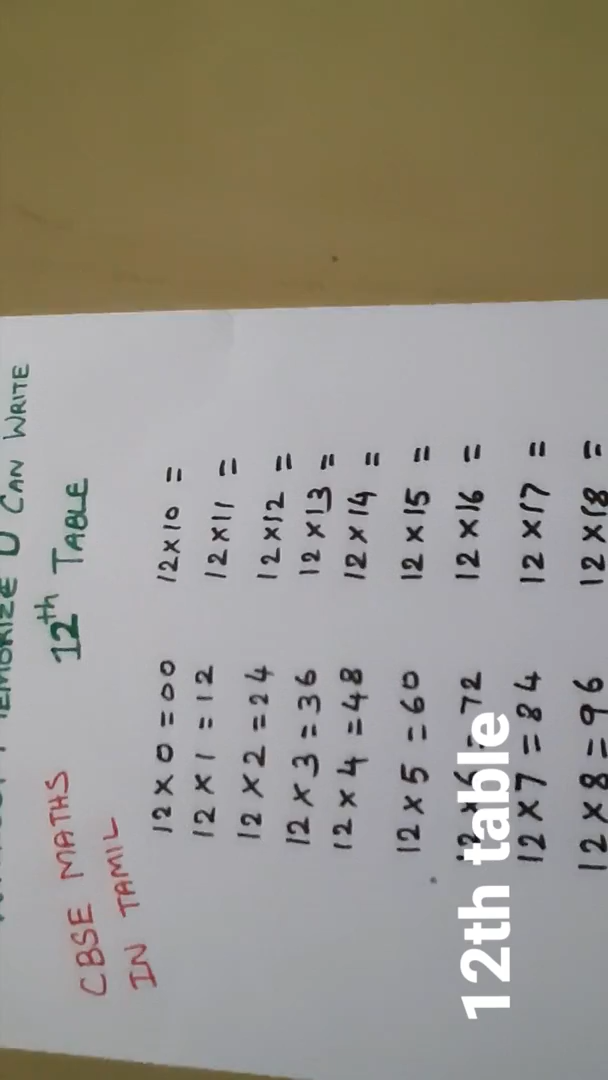 U CAN WRITE
12th TABLE
CBSE MATHS
IN TAMIL
12 x 0 = 00
12 x 1 = 12
12 x 2 = 24
12 x 3 = 36
12 x 4 = 48
12 x 5 = 60
72
12 x 7 = 84
12 x 8 = 96
12 x 10 =
12 x 11 =
12 x 12 =
12 x 13 =
12 x 14 =
12 x 15 =
12 x 16 =
12 x 17 =
12 x 18 =
12th table